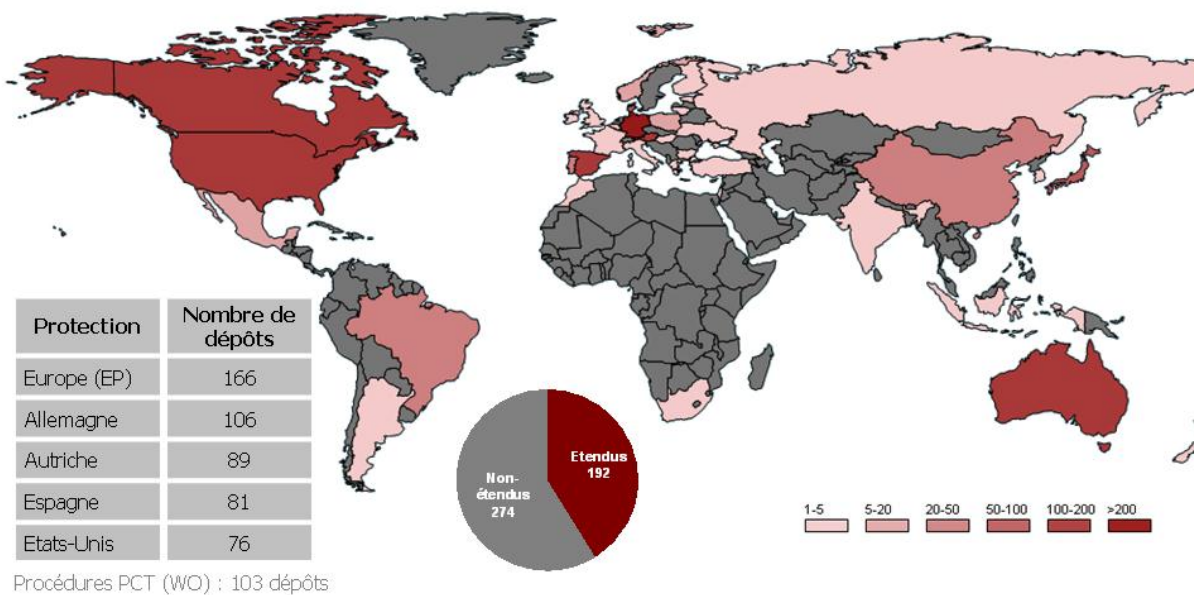 Protection Nombre de
dépôts
Europe (EP) 166
Allemagne 106
Autriche 89
Espagne 81
Etats-Unis 76
Procédures PCT (WO) : 103 dépôts
Etendus
192
Non-
étendus
274
1-5 5-20 20-50 50-100 100-200 >200